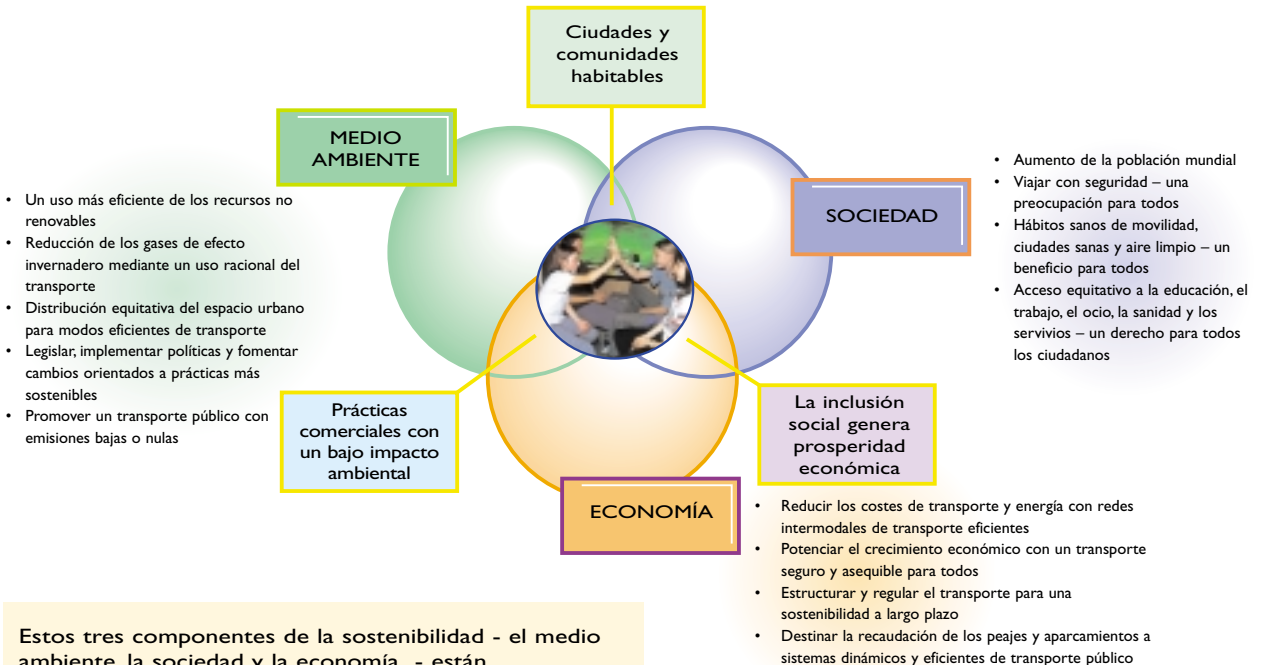 Ciudades y
comunidades
habitables
MEDIO
AMBIENTE
SOCIEDAD
• Un uso más eficiente de los recursos no
renovables
• Reducción de los gases de efecto
invernadero mediante un uso racional del
transporte
• Distribución equitativa del espacio urbano
para modos eficientes de transporte
• Legislar, implementar políticas y fomentar
cambios orientados a prácticas más
sostenibles
• Promover un transporte público con
emisiones bajas o nulas
• Aumento de la población mundial
• Viajar con seguridad – una
preocupación para todos
• Hábitos sanos de movilidad,
ciudades sanas y aire limpio – un
beneficio para todos
• Acceso equitativo a la educación, el
trabajo, el ocio, la sanidad y los
servivios – un derecho para todos
los ciudadanos
Prácticas
comerciales con
un bajo impacto
ambiental
La inclusión
social genera
prosperidad
económica
ECONOMÍA
• Reducir los costes de transporte y energía con redes
intermodales de transporte eficientes
• Potenciar el crecimiento económico con un transporte
seguro y asequible para todos
• Estructurar y regular el transporte para una
sostenibilidad a largo plazo
• Destinar la recaudación de los peajes y aparcamientos a
sistemas dinámicos y eficientes de transporte público
Estos tres componentes de la sostenibilidad - el medio
ambiente, la sociedad y la economía - están